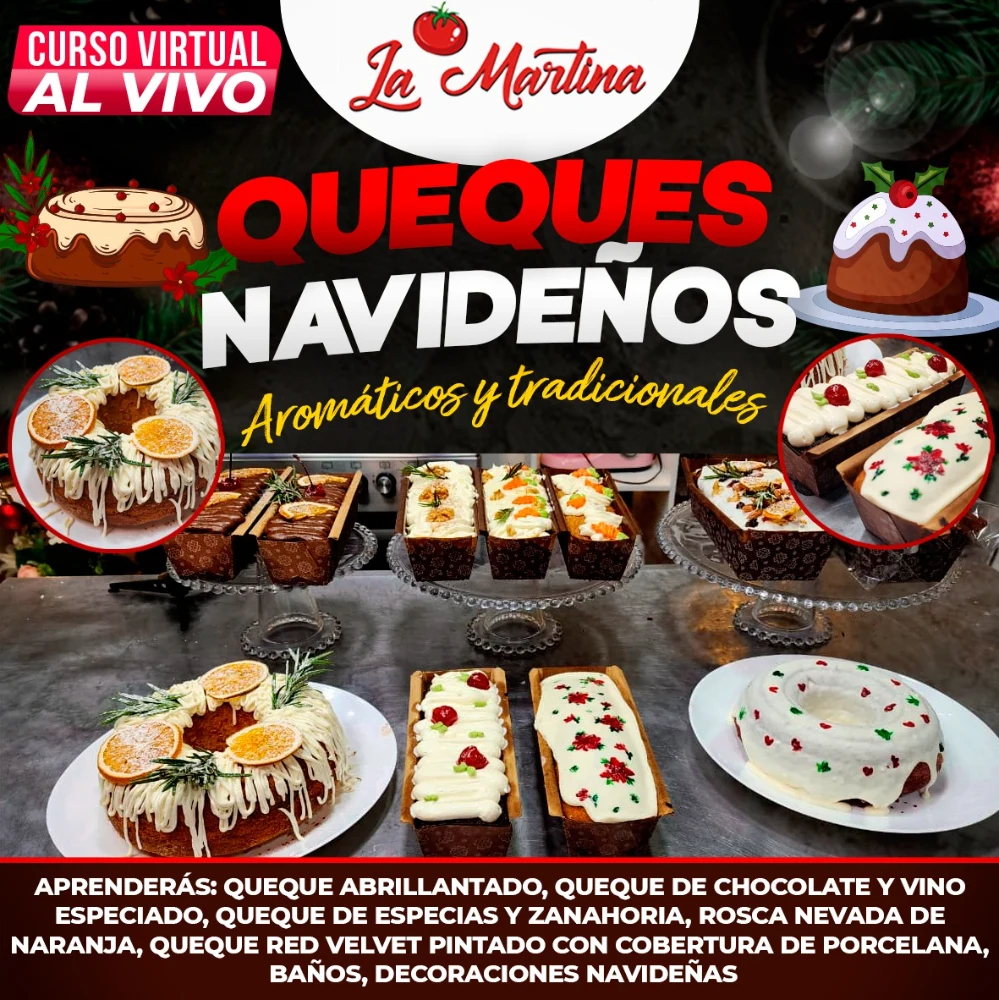 CURSO VIRTUAL
AL VIVO
La Martina
QUEQUES
NAVIDEÑOS
Aromáticos y tradicionales
APRENDERÁS: QUEQUE ABRILLANTADO, QUEQUE DE CHOCOLATE Y VINO
ESPECIADO, QUEQUE DE ESPECIAS Y ZANAHORIA, ROSCA NEVADA DE
NARANJA, QUEQUE RED VELVET PINTADO CON COBERTURA DE PORCELANA,
BAÑOS, DECORACIONES NAVIDEÑAS